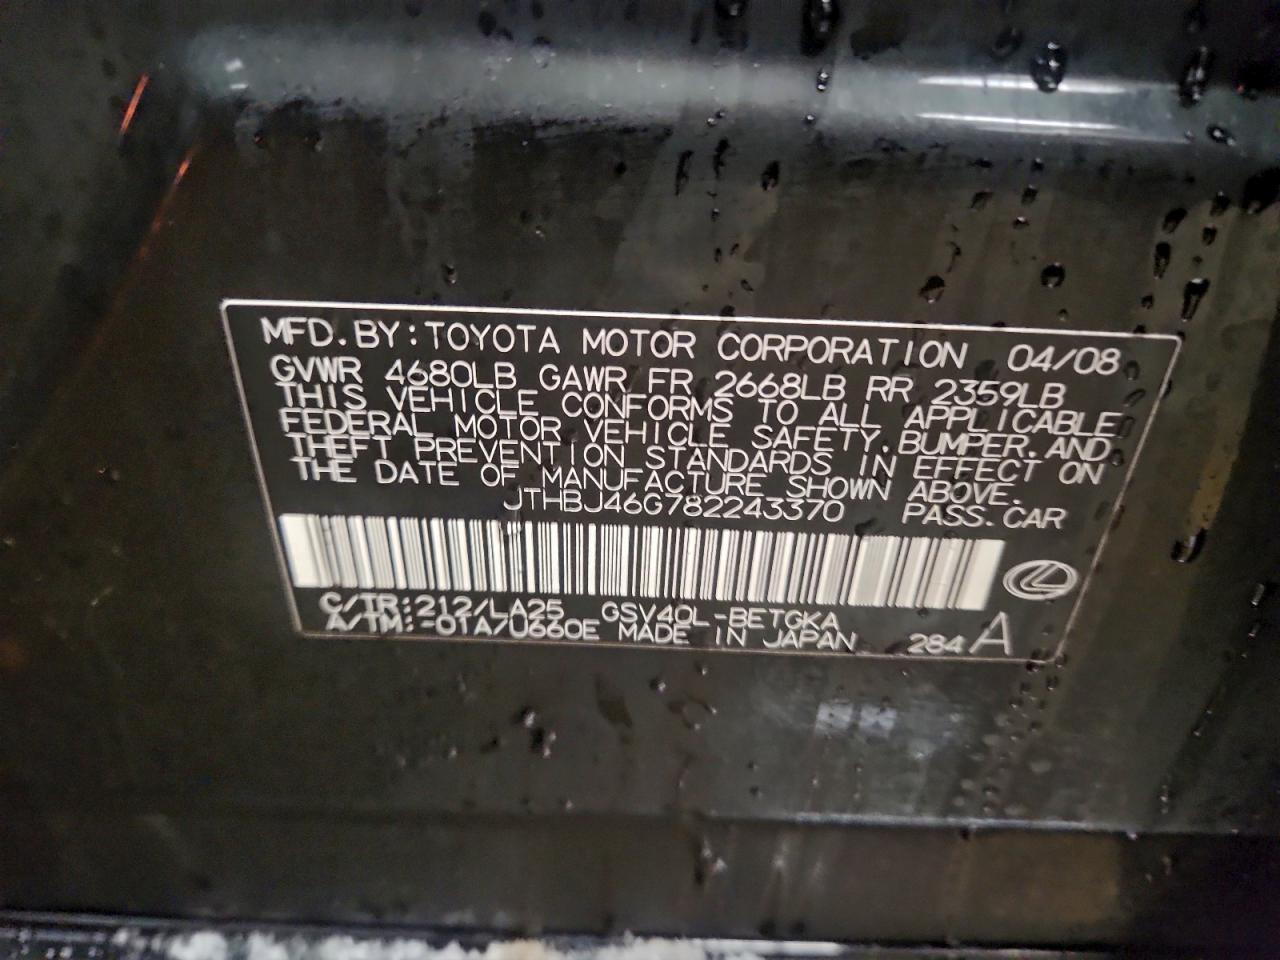 MFD.BY:TOYOTA MOTOR CORPORATION 04/08
GVWR 4680LB GAWR FR 2668LB RR 2359LB
THIS VEHICLE CONFORMS TO ALL APPLICABLE
FEDERAL MOTOR VEHICLE SAFETY,BUMPER,AND
THEFT PREVENTION STANDARDS IN EFFECT ON
THE DATE OF MANUFACTURE SHOWN ABOVE.
JTHBJ46G782243370 PASS.CAR
C/TR:212/LA25 GSV40L-BETGKA
A/TM:-01A/U660E MADE IN JAPAN 284 A